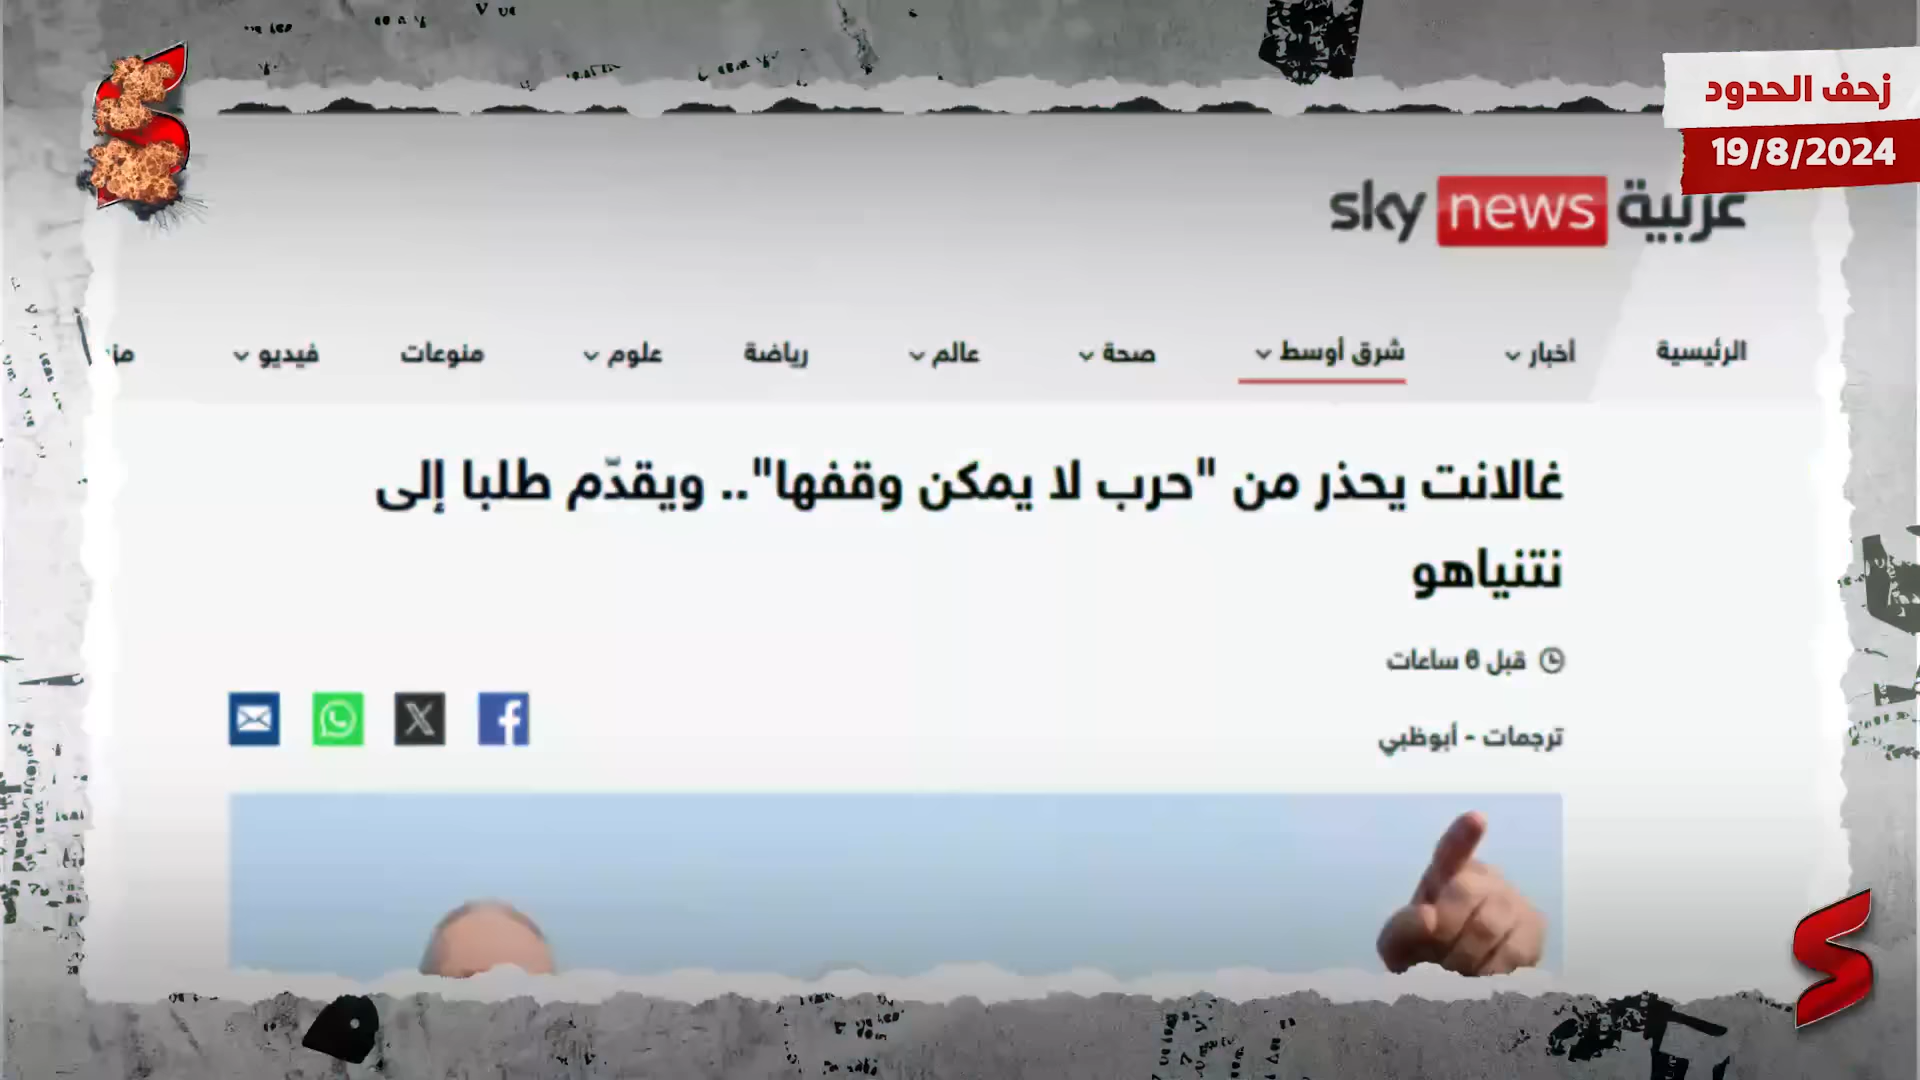 زحف الحدود
19/8/2024
sky news عربية
الرئيسية أخبار شرق أوسط صحة عالم رياضة علوم منوعات فيديو
غالانت يحذر من "حرب لا يمكن وقفها".. ويقدّم طلبا إلى
نتنياهو
قبل 6 ساعات
ترجمات - أبوظبي